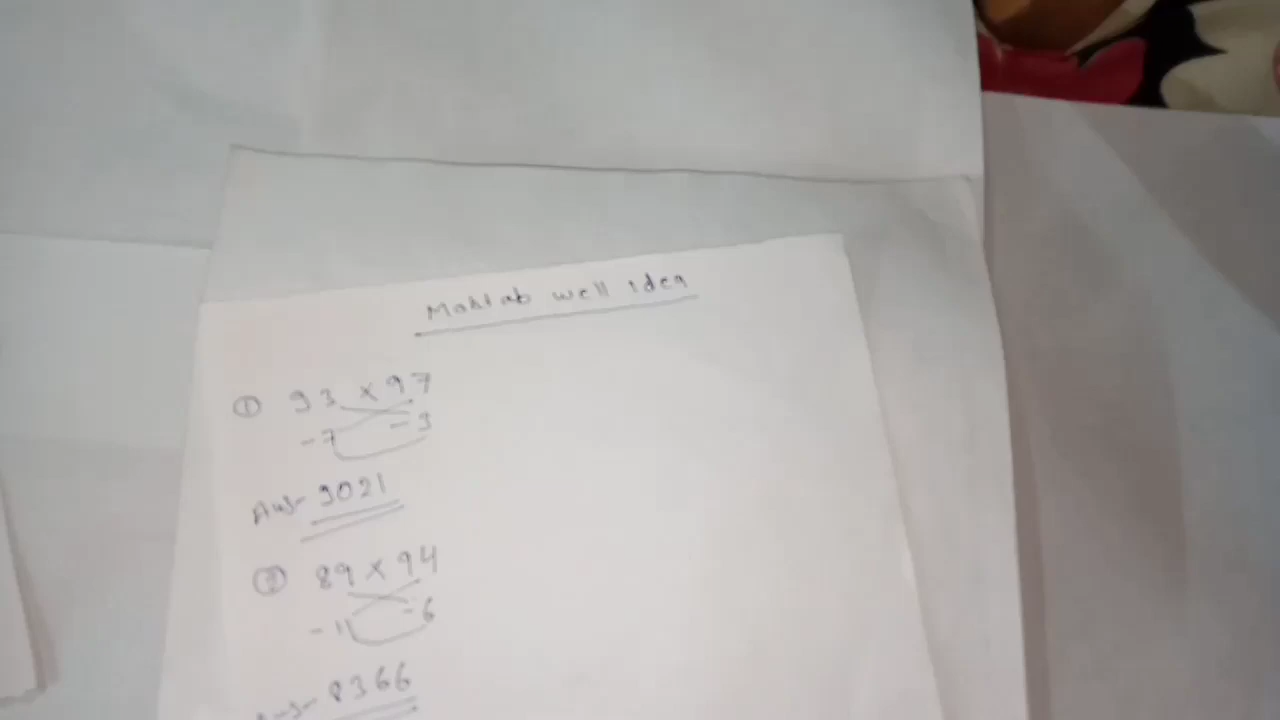 Mahtab well idea
① 93 × 97
-7 -3
Ans- 9021
② 89 × 94
-11 -6
Ans- 8366